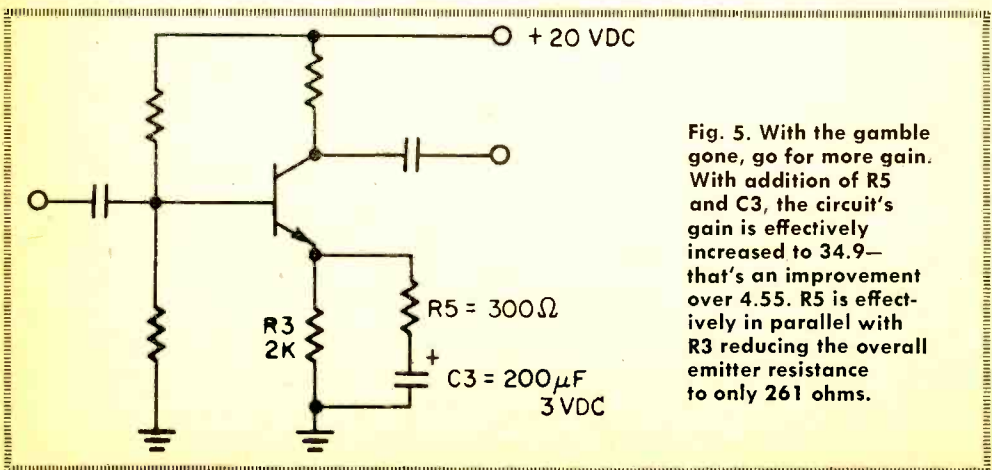 + 20 VDC
Fig. 5. With the gamble
gone, go for more gain.
With addition of R5
and C3, the circuit's
gain is effectively
increased to 34.9—
that's an improvement
over 4.55. R5 is effect-
ively in parallel with
R3 reducing the overall
emitter resistance
to only 261 ohms.
R3
2K
R5 = 300Ω
+
C3 = 200μF
3 VDC